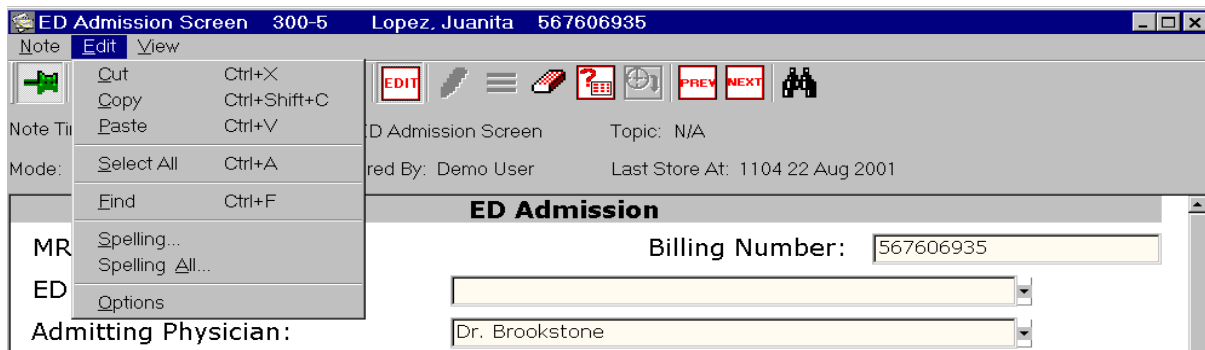 ED Admission Screen 300-5 Lopez, Juanita 567606935
Note Edit View
Cut Ctrl+X
EDIT PREV NEXT
Copy Ctrl+Shift+C
Note Ti
Paste Ctrl+V
ED Admission Screen Topic: N/A
Mode:
Select All Ctrl+A
red By: Demo User Last Store At: 1104 22 Aug 2001
Find Ctrl+F
ED Admission
Spelling...
MR
Billing Number: 567606935
Spelling All...
ED
Options
Admitting Physician: Dr. Brookstone